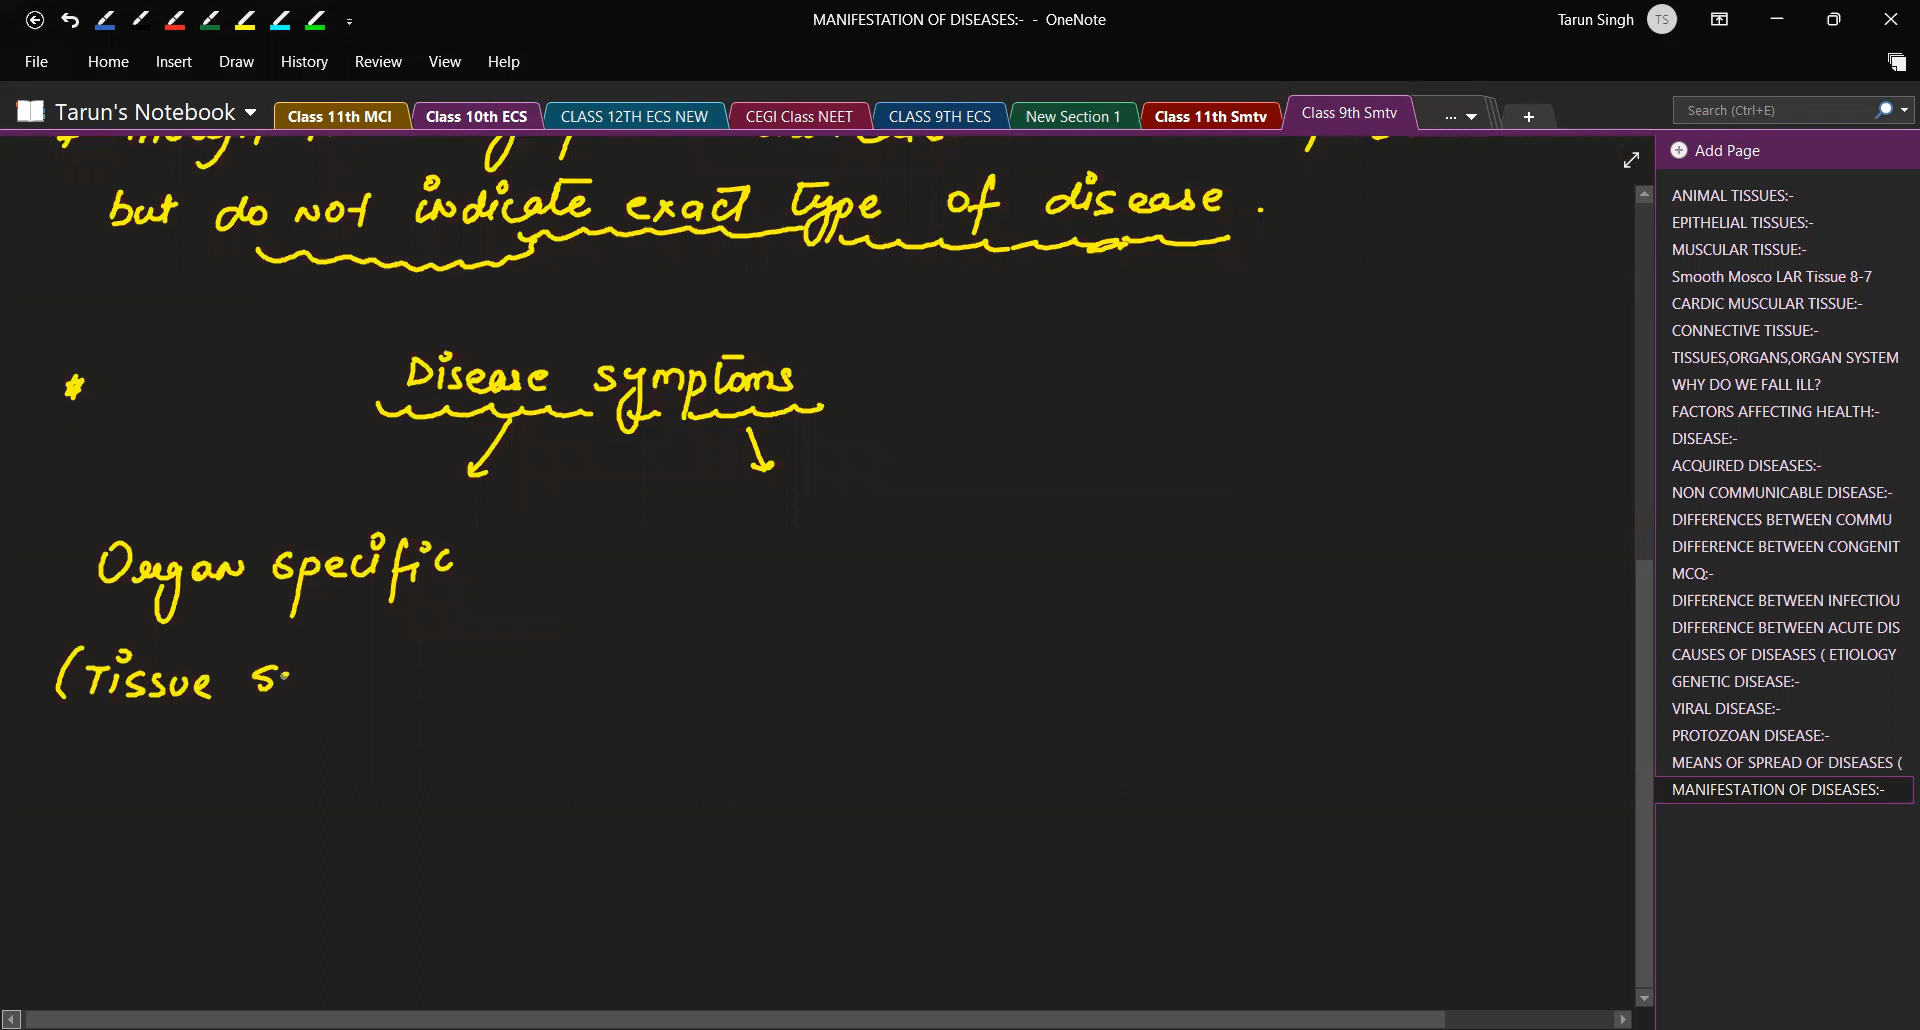 MANIFESTATION OF DISEASES:- - OneNote
Tarun Singh TS
File Home Insert Draw History Review View Help
Tarun's Notebook
Class 11th MCI Class 10th ECS CLASS 12TH ECS NEW CEGI Class NEET CLASS 9TH ECS New Section 1 Class 11th Smtv Class 9th Smtv ... +
Search (Ctrl+E)
but do not indicate exact type of disease.
* Disease symptoms
Organ specific
(Tissue s
Add Page
ANIMAL TISSUES:-
EPITHELIAL TISSUES:-
MUSCULAR TISSUE:-
Smooth Mosco LAR Tissue 8-7
CARDIC MUSCULAR TISSUE:-
CONNECTIVE TISSUE:-
TISSUES,ORGANS,ORGAN SYSTEM
WHY DO WE FALL ILL?
FACTORS AFFECTING HEALTH:-
DISEASE:-
ACQUIRED DISEASES:-
NON COMMUNICABLE DISEASE:-
DIFFERENCES BETWEEN COMMU
DIFFERENCE BETWEEN CONGENIT
MCQ:-
DIFFERENCE BETWEEN INFECTIOU
DIFFERENCE BETWEEN ACUTE DIS
CAUSES OF DISEASES ( ETIOLOGY
GENETIC DISEASE:-
VIRAL DISEASE:-
PROTOZOAN DISEASE:-
MEANS OF SPREAD OF DISEASES (
MANIFESTATION OF DISEASES:-